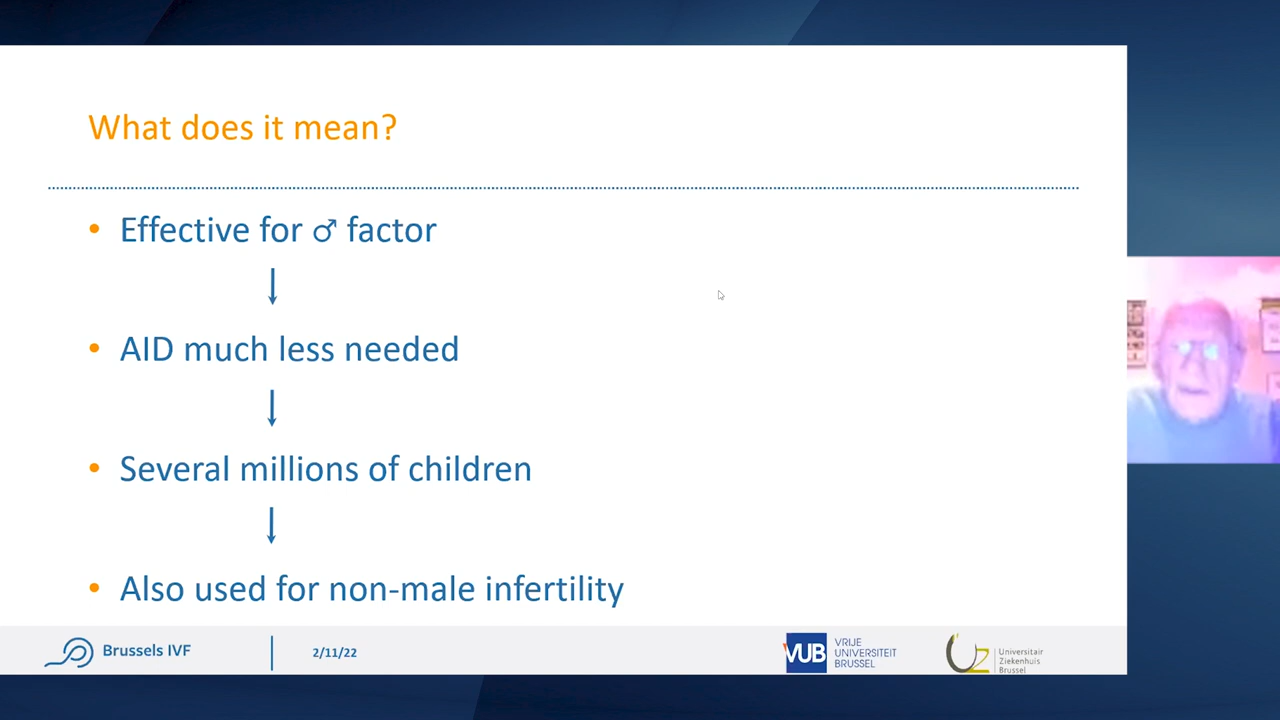 What does it mean?
• Effective for ♂ factor
↓
• AID much less needed
↓
• Several millions of children
↓
• Also used for non-male infertility
Brussels IVF
2/11/22
VUB
VRIJE
UNIVERSITEIT
BRUSSEL
UZ
Universitair
Ziekenhuis
Brussel